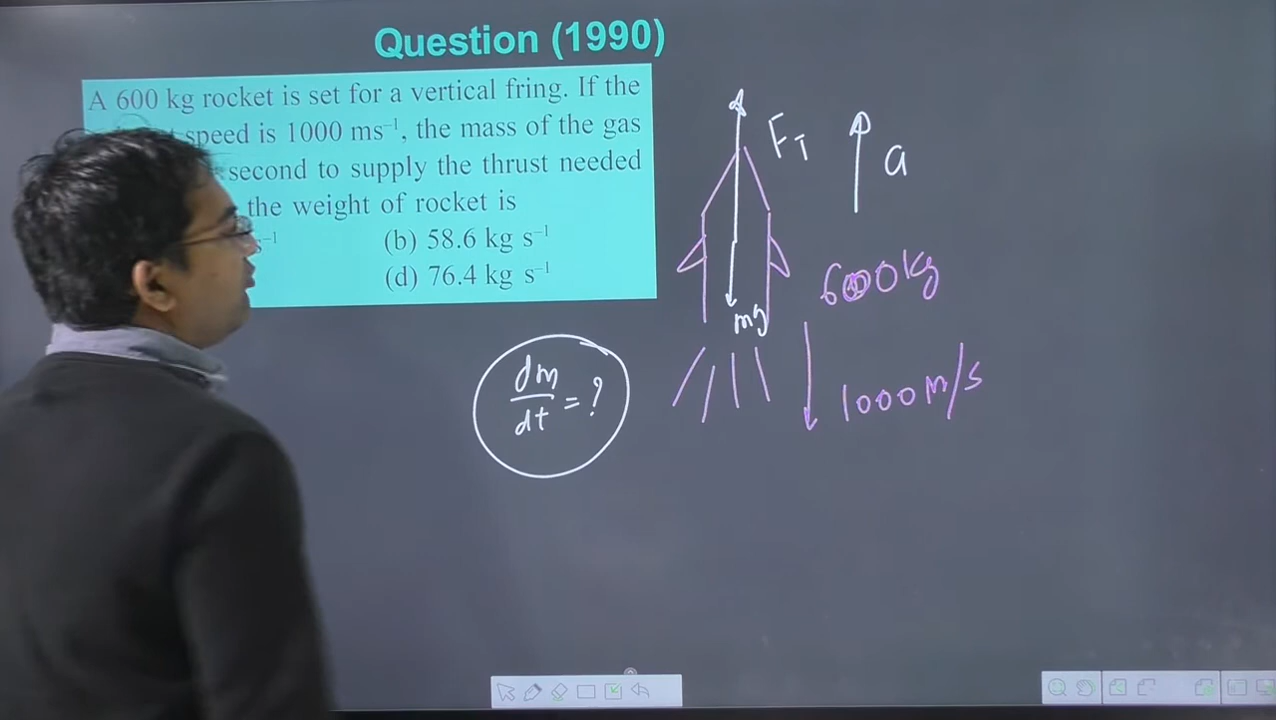 Question (1990)
A 600 kg rocket is set for a vertical fring. If the
speed is 1000 ms⁻¹, the mass of the gas
second to supply the thrust needed
the weight of rocket is
s⁻¹ (b) 58.6 kg s⁻¹
(d) 76.4 kg s⁻¹
F_T
a
600kg
mg
dm/dt = ?
1000m/s